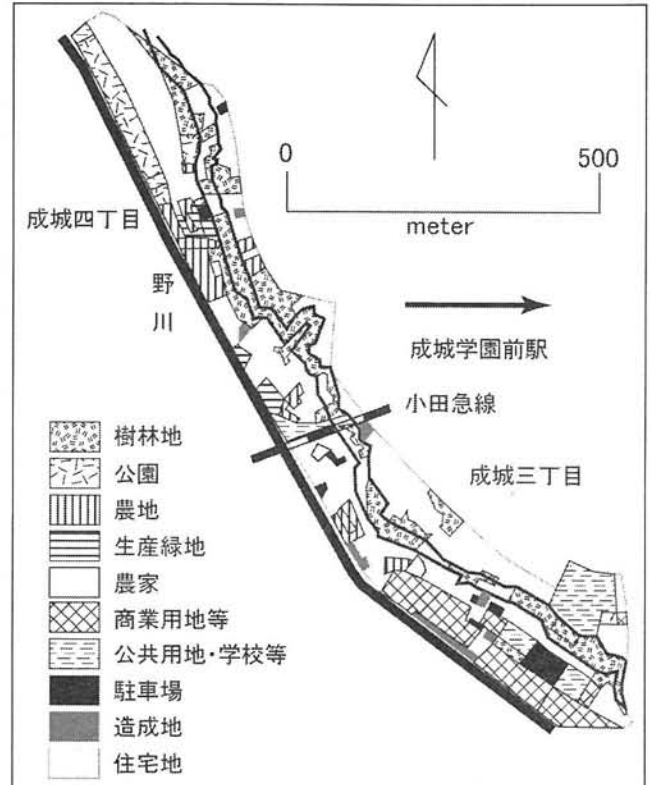 0
500
meter
成城四丁目
野
川
成城学園前駅
小田急線
成城三丁目
樹林地
公園
農地
生産緑地
農家
商業用地等
公共用地・学校等
駐車場
造成地
住宅地